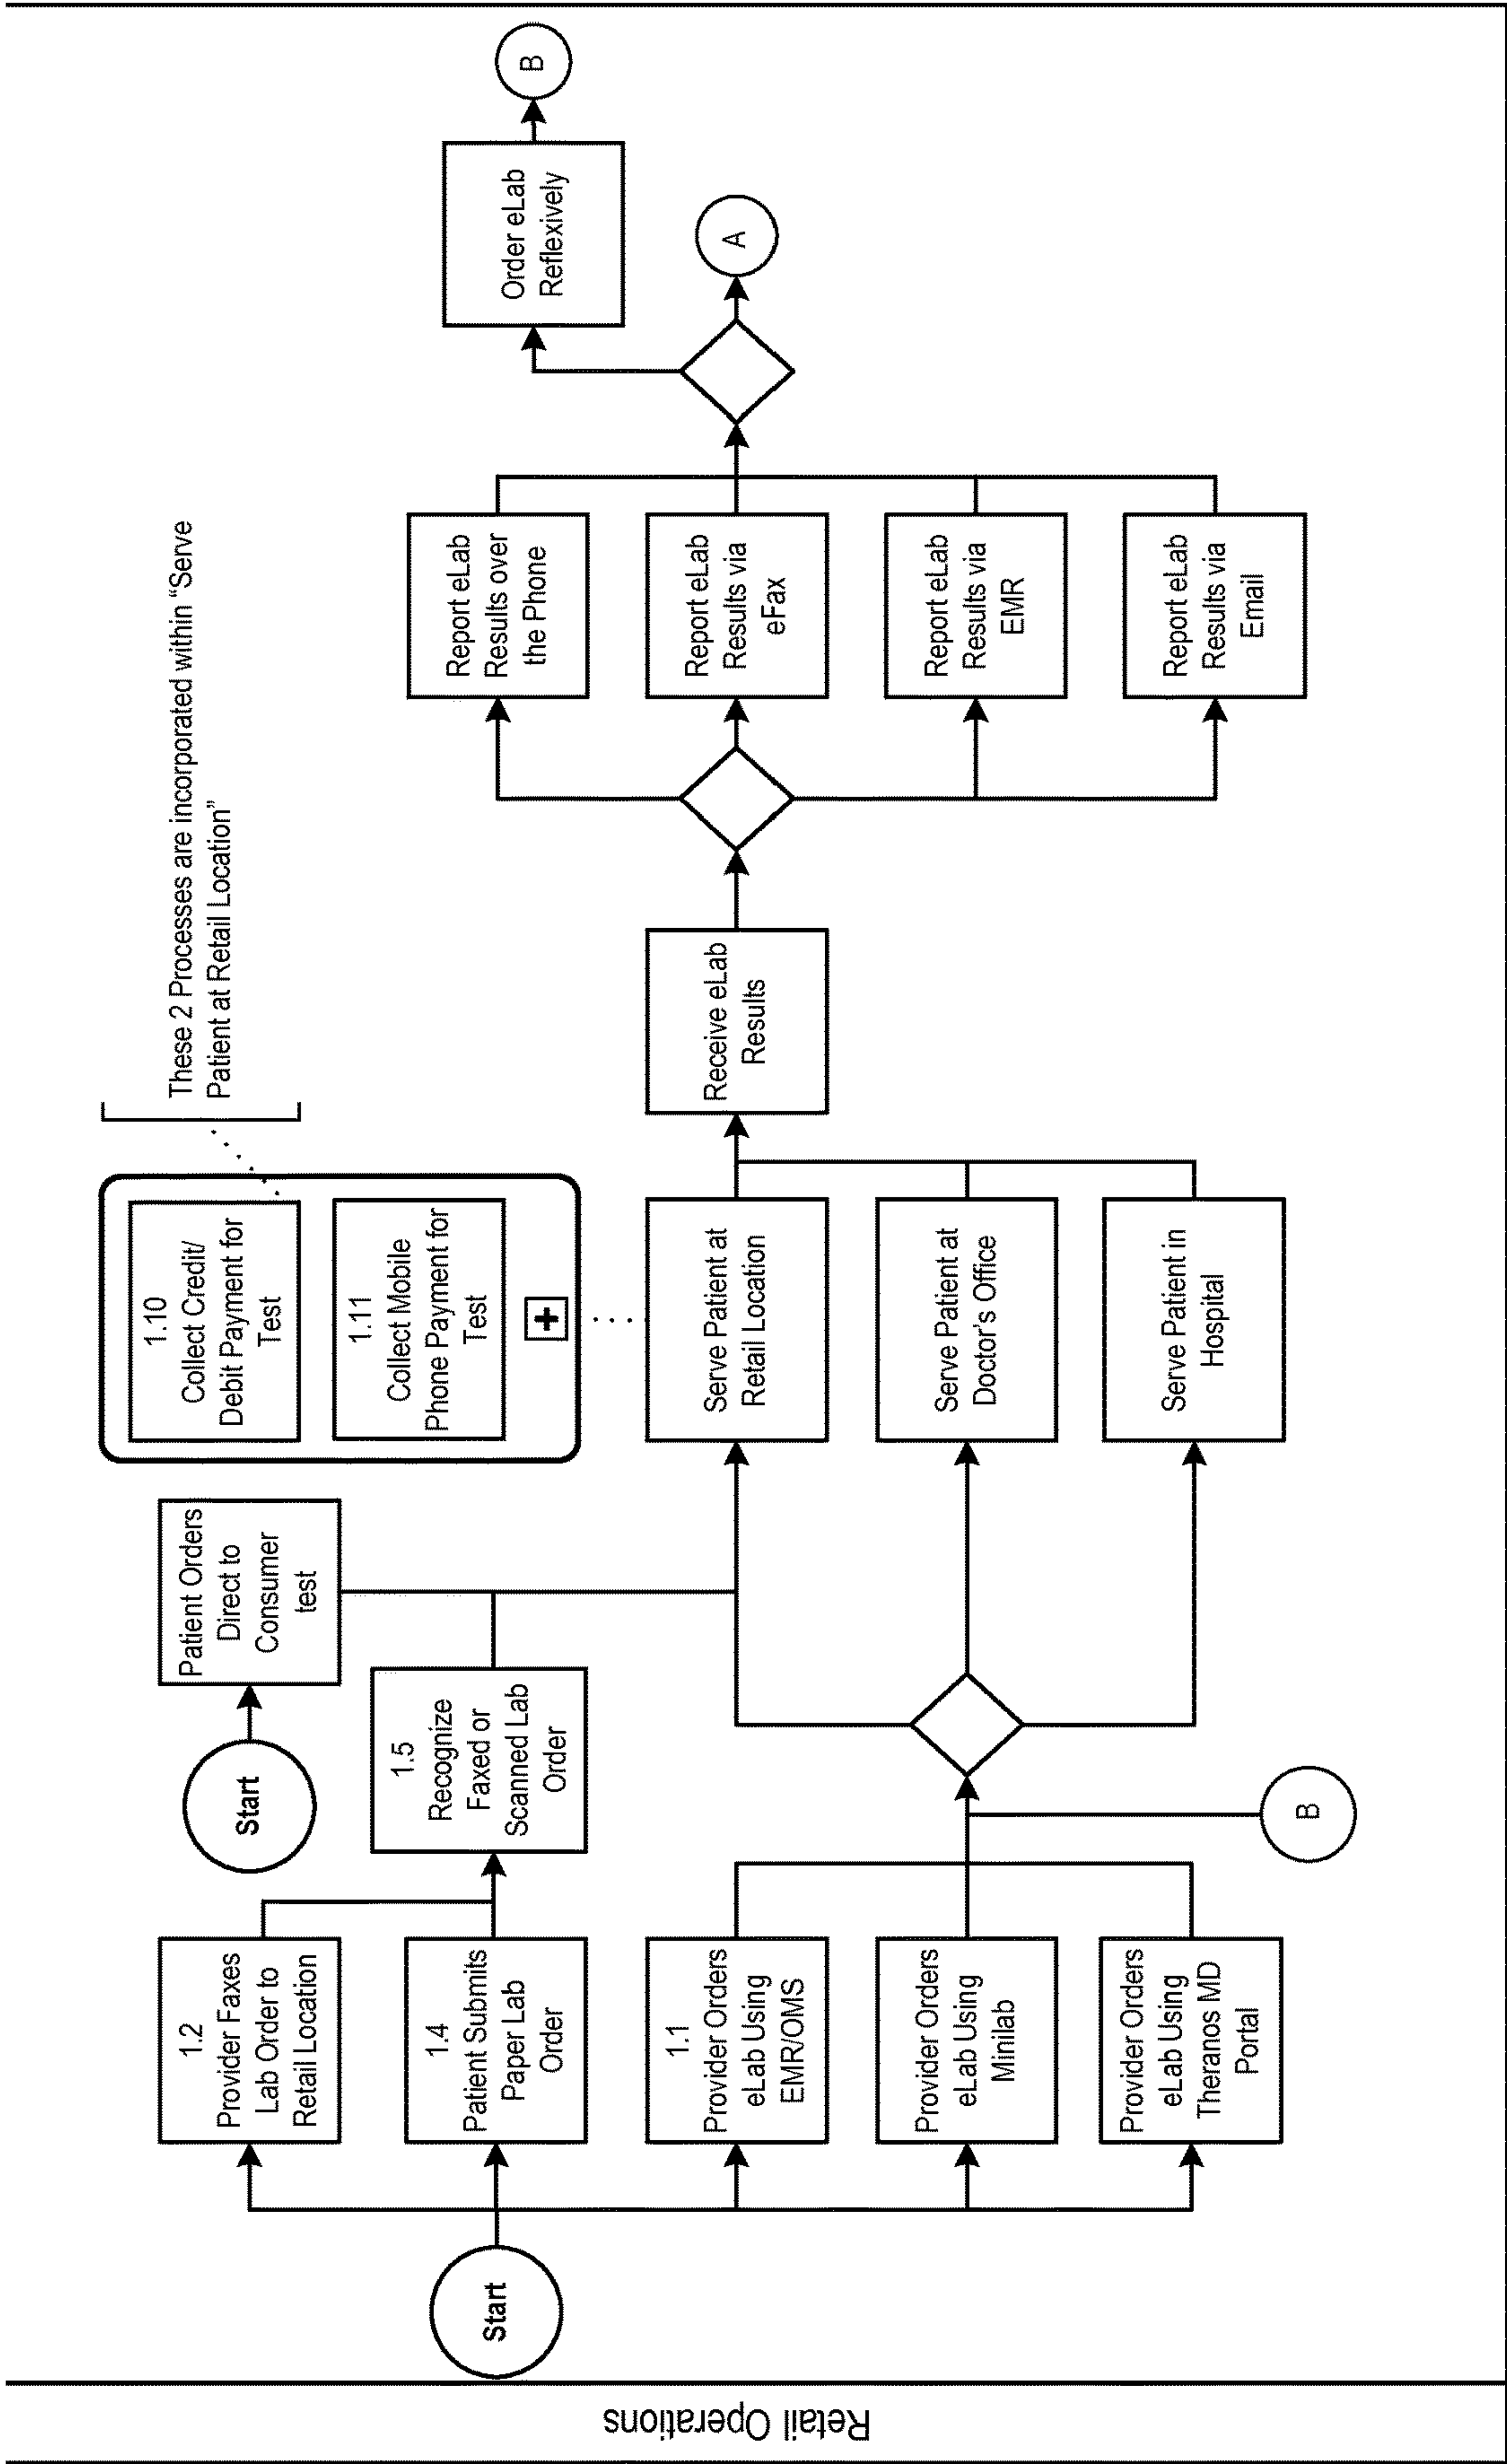 Retail Operations
Start
1.2
Provider Faxes
Lab Order to
Retail Location
1.4
Patient Submits
Paper Lab
Order
1.1
Provider Orders
eLab Using
EMR/OMS
Provider Orders
eLab Using
Minilab
Provider Orders
eLab Using
Theranos MD
Portal
Start
1.5
Recognize
Faxed or
Scanned Lab
Order
B
Patient Orders
Direct to
Consumer
test
1.10
Collect Credit/
Debit Payment for
Test
1.11
Collect Mobile
Phone Payment for
Test
+
Serve Patient at
Retail Location
Serve Patient at
Doctor's Office
Serve Patient in
Hospital
These 2 Processes are incorporated within “Serve
Patient at Retail Location”
Receive eLab
Results
Report eLab
Results over
the Phone
Report eLab
Results via
eFax
Report eLab
Results via
EMR
Report eLab
Results via
Email
Order eLab
Reflexively
A
B